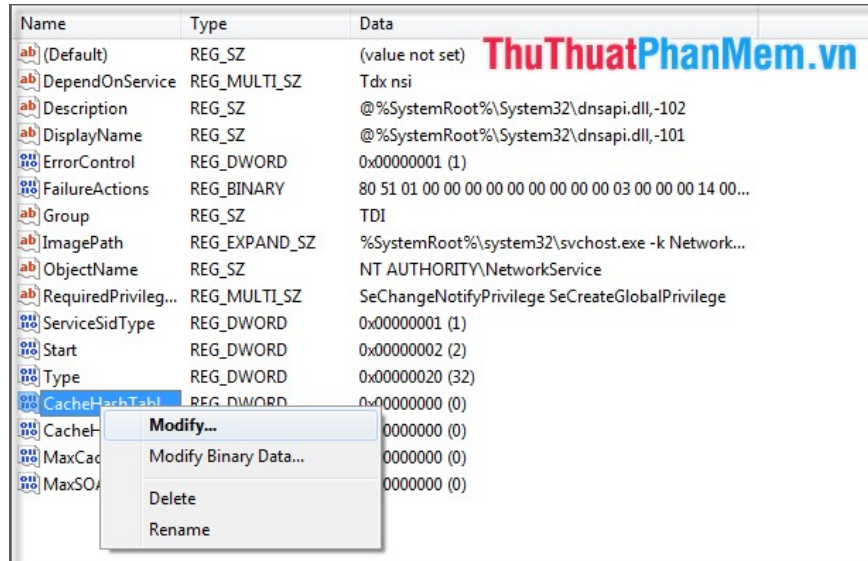 Name Type Data
ThuThuatPhanMem.vn
(Default) REG_SZ (value not set)
DependOnService REG_MULTI_SZ Tdx nsi
Description REG_SZ @%SystemRoot%\System32\dnsapi.dll,-102
DisplayName REG_SZ @%SystemRoot%\System32\dnsapi.dll,-101
ErrorControl REG_DWORD 0x00000001 (1)
FailureActions REG_BINARY 80 51 01 00 00 00 00 00 00 00 00 00 03 00 00 00 14 00...
Group REG_SZ TDI
ImagePath REG_EXPAND_SZ %SystemRoot%\system32\svchost.exe -k Network...
ObjectName REG_SZ NT AUTHORITY\NetworkService
RequiredPrivileg... REG_MULTI_SZ SeChangeNotifyPrivilege SeCreateGlobalPrivilege
ServiceSidType REG_DWORD 0x00000001 (1)
Start REG_DWORD 0x00000002 (2)
Type REG_DWORD 0x00000020 (32)
CacheHashTabl... REG_DWORD 0x00000000 (0)
CacheH 0000000 (0)
MaxCac 0000000 (0)
MaxSOA 0000000 (0)
Modify...
Modify Binary Data...
Delete
Rename